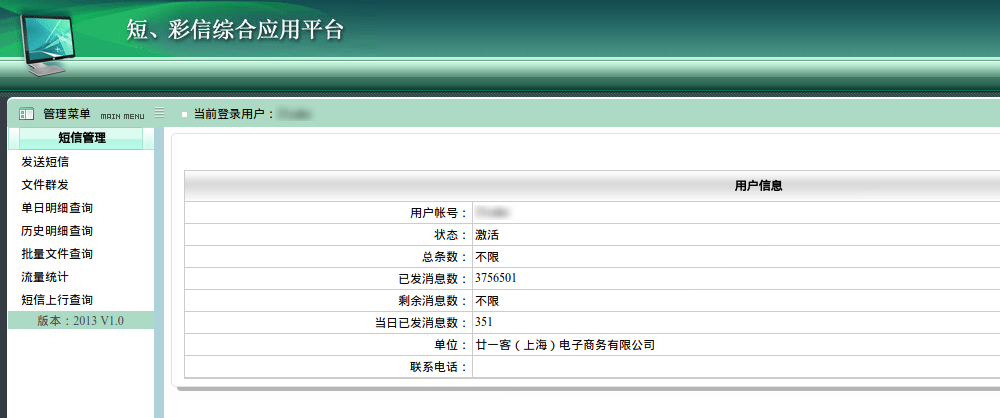 短、彩信综合应用平台
管理菜单 MAIN MENU
当前登录用户：
短信管理
发送短信
文件群发
单日明细查询
历史明细查询
批量文件查询
流量统计
短信上行查询
版本：2013 V1.0
用户信息
用户帐号：
状态： 激活
总条数： 不限
已发消息数： 3756501
剩余消息数： 不限
当日已发消息数： 351
单位： 廿一客（上海）电子商务有限公司
联系电话：